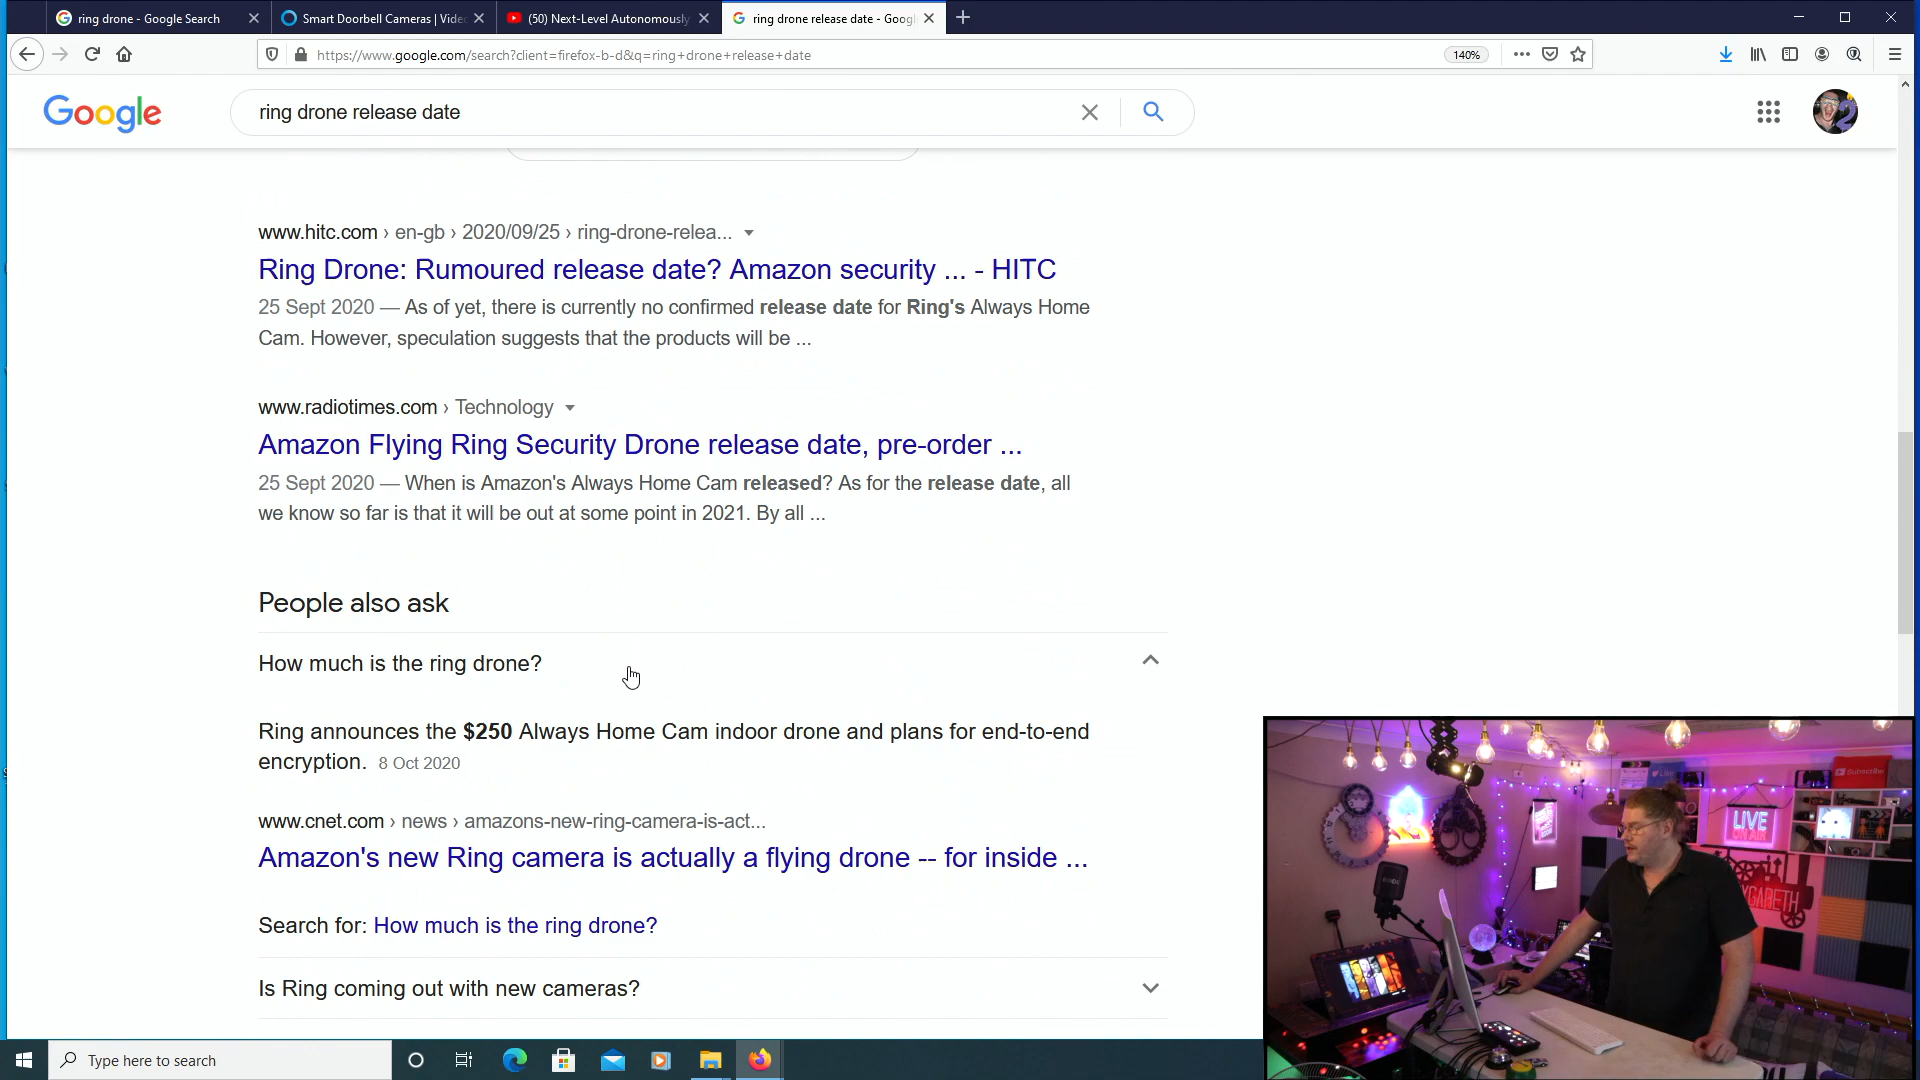 ring drone - Google Search
Smart Doorbell Cameras | Vide
(50) Next-Level Autonomously
ring drone release date - Goog
https://www.google.com/search?client=firefox-b-d&q=ring+drone+release+date
140%
Google
ring drone release date
www.hitc.com › en-gb › 2020/09/25 › ring-drone-relea...
Ring Drone: Rumoured release date? Amazon security ... - HITC
25 Sept 2020 — As of yet, there is currently no confirmed release date for Ring's Always Home
Cam. However, speculation suggests that the products will be ...
www.radiotimes.com › Technology
Amazon Flying Ring Security Drone release date, pre-order ...
25 Sept 2020 — When is Amazon's Always Home Cam released? As for the release date, all
we know so far is that it will be out at some point in 2021. By all ...
People also ask
How much is the ring drone?
Ring announces the $250 Always Home Cam indoor drone and plans for end-to-end
encryption. 8 Oct 2020
www.cnet.com › news › amazons-new-ring-camera-is-act...
Amazon's new Ring camera is actually a flying drone -- for inside ...
Search for: How much is the ring drone?
Is Ring coming out with new cameras?
Type here to search
Subscribe
LIVE